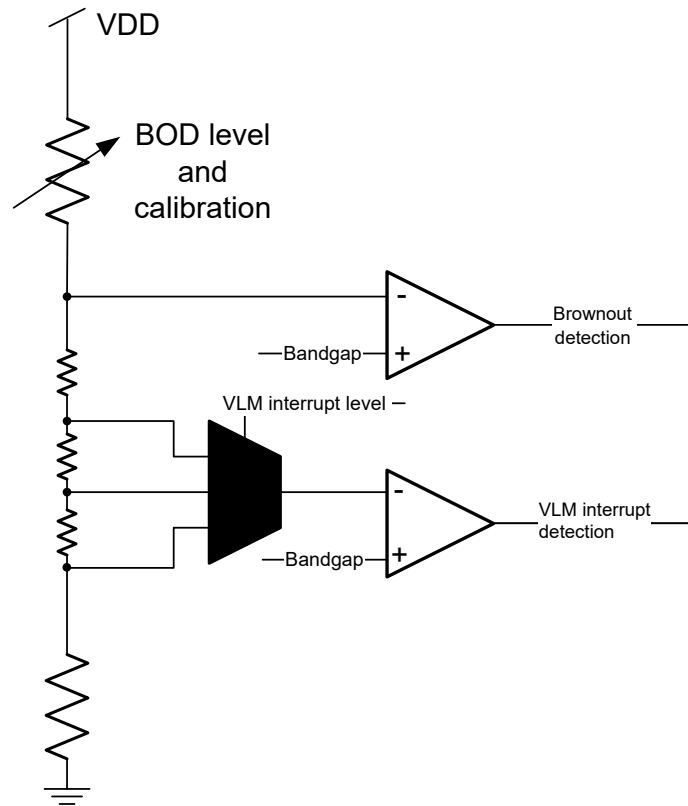 VDD
BOD level
and
calibration
-
Bandgap
+
Brownout
detection
VLM interrupt level
-
Bandgap
+
VLM interrupt
detection